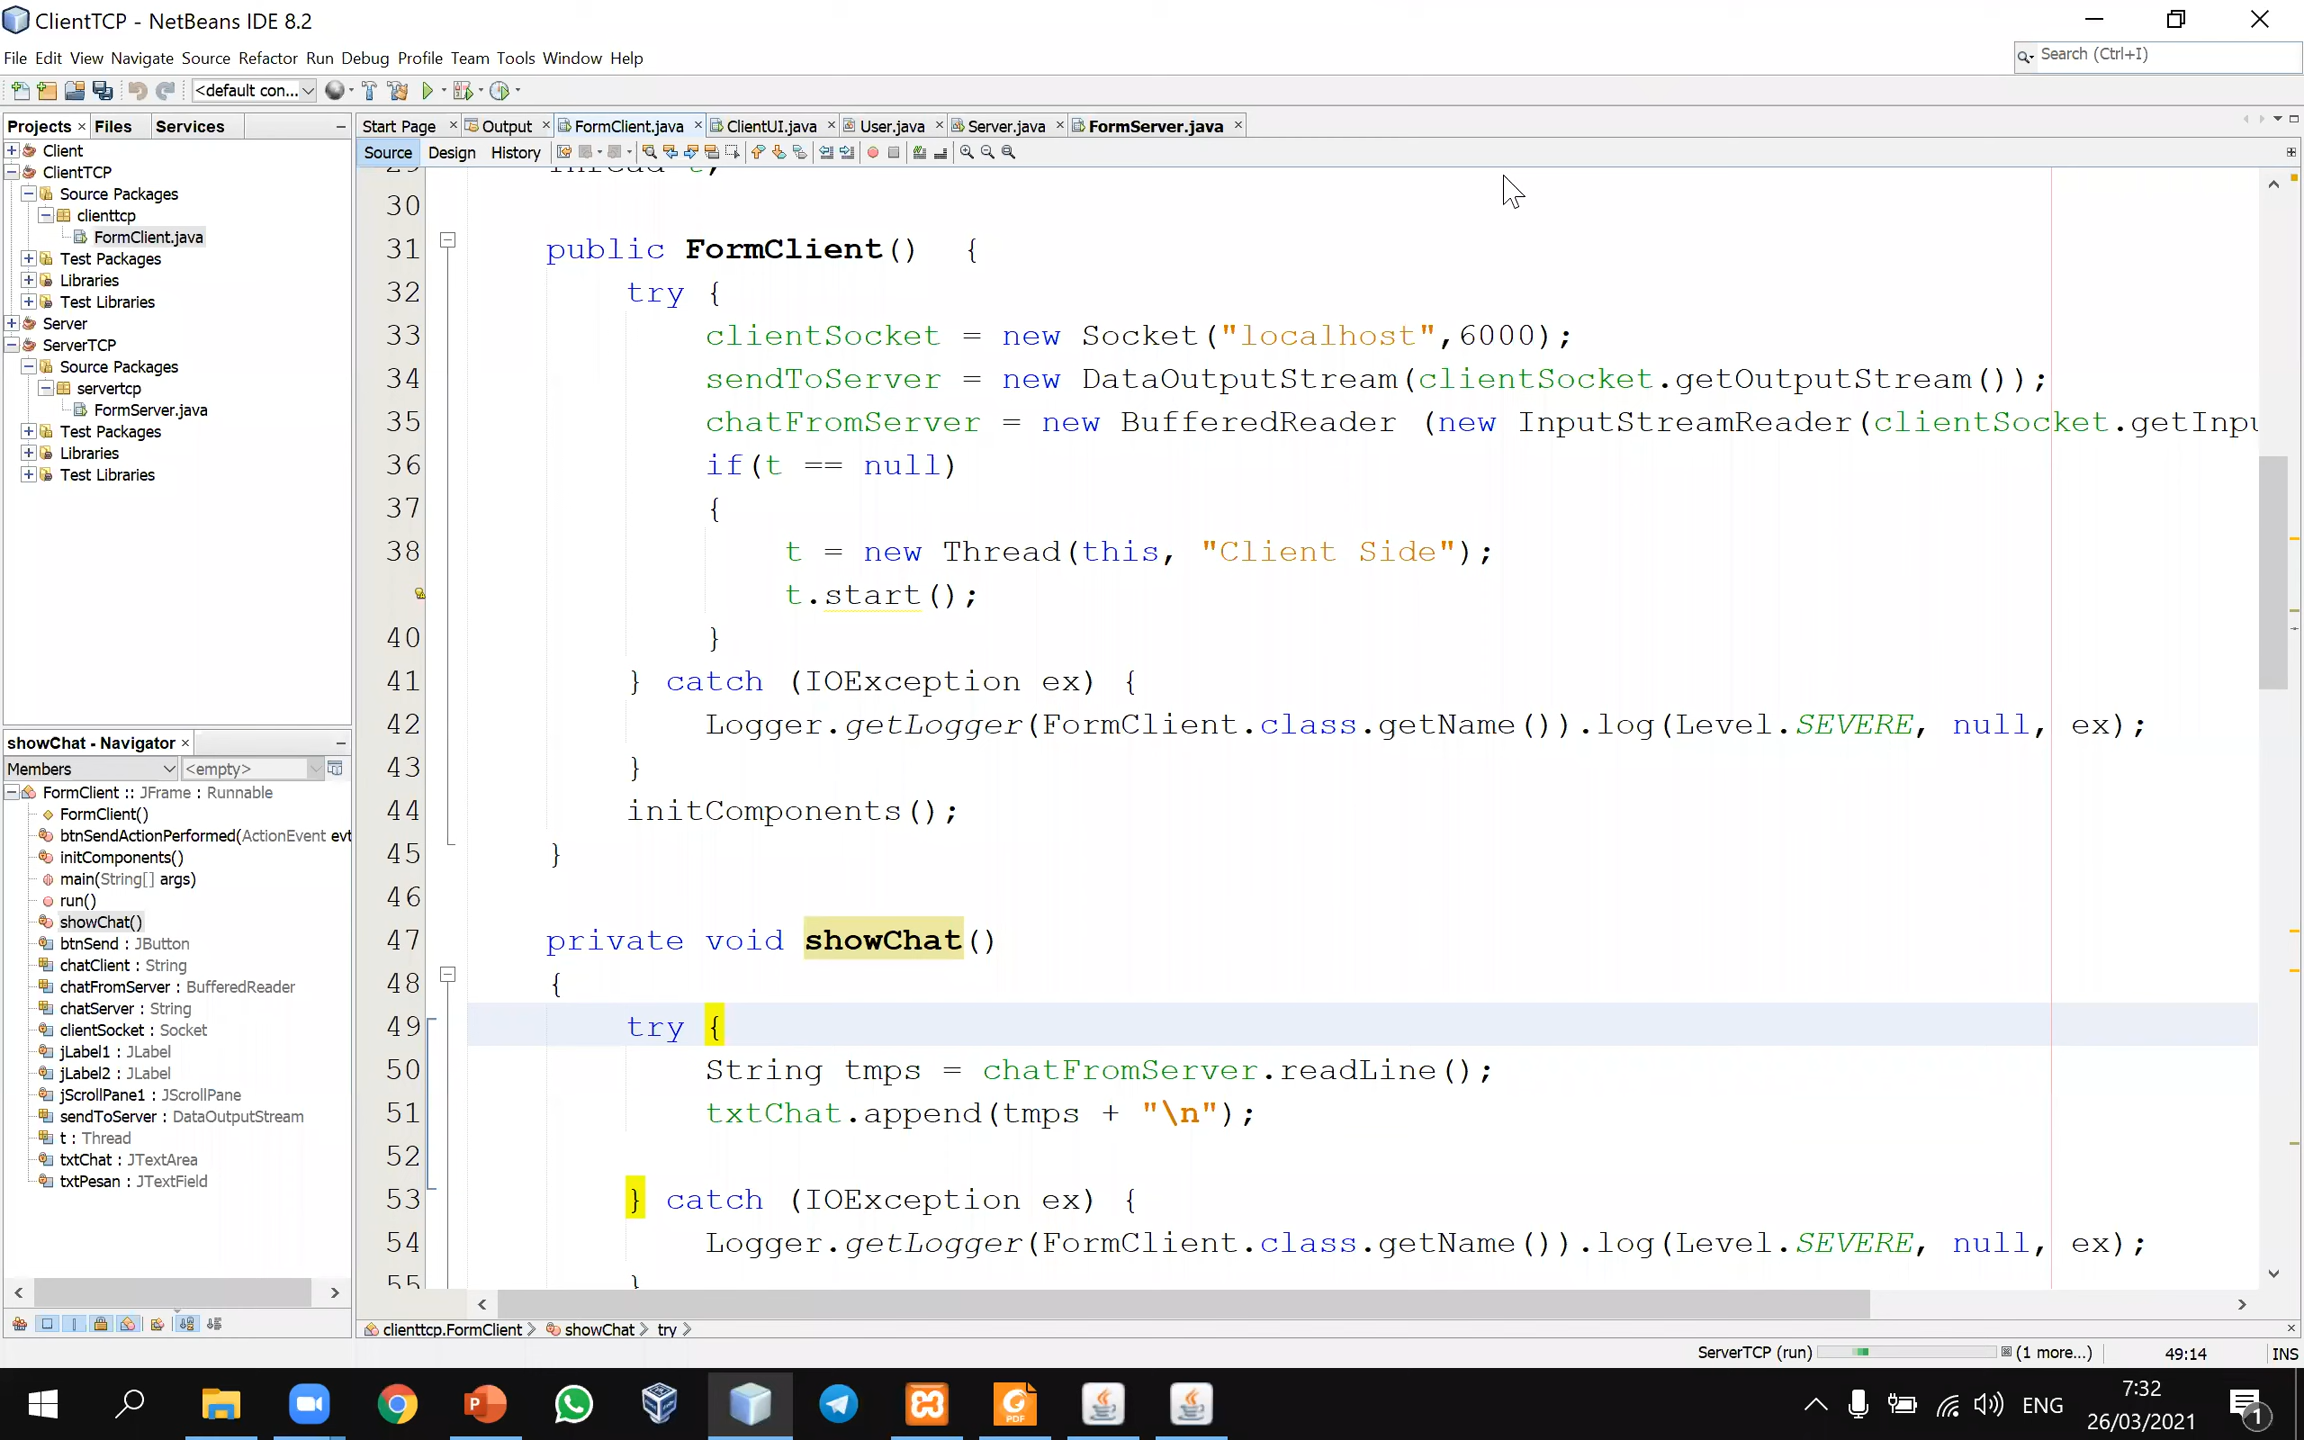 ClientTCP - NetBeans IDE 8.2
File Edit View Navigate Source Refactor Run Debug Profile Team Tools Window Help
Search (Ctrl+I)
<default con...
Projects Files Services
Start Page Output FormClient.java ClientUI.java User.java Server.java FormServer.java
Source Design History
Client
ClientTCP
Source Packages
clienttcp
FormClient.java
Test Packages
Libraries
Test Libraries
Server
ServerTCP
Source Packages
servertcp
FormServer.java
Test Packages
Libraries
Test Libraries
showChat - Navigator
Members <empty>
FormClient :: JFrame : Runnable
FormClient()
btnSendActionPerformed(ActionEvent evt
initComponents()
main(String[] args)
run()
showChat()
btnSend : JButton
chatClient : String
chatFromServer : BufferedReader
chatServer : String
clientSocket : Socket
jLabel1 : JLabel
jLabel2 : JLabel
jScrollPane1 : JScrollPane
sendToServer : DataOutputStream
t : Thread
txtChat : JTextArea
txtPesan : JTextField
29 Thread t;
30
31 public FormClient() {
32 try {
33 clientSocket = new Socket("localhost",6000);
34 sendToServer = new DataOutputStream(clientSocket.getOutputStream());
35 chatFromServer = new BufferedReader (new InputStreamReader(clientSocket.getInpu
36 if(t == null)
37 {
38 t = new Thread(this, "Client Side");
t.start();
40 }
41 } catch (IOException ex) {
42 Logger.getLogger(FormClient.class.getName()).log(Level.SEVERE, null, ex);
43 }
44 initComponents();
45 }
46
47 private void showChat()
48 {
49 try {
50 String tmps = chatFromServer.readLine();
51 txtChat.append(tmps + "\n");
52
53 } catch (IOException ex) {
54 Logger.getLogger(FormClient.class.getName()).log(Level.SEVERE, null, ex);
55 }
clienttcp.FormClient showChat try
ServerTCP (run) (1 more...) 49:14 INS
PDF
ENG
7:32
26/03/2021
1